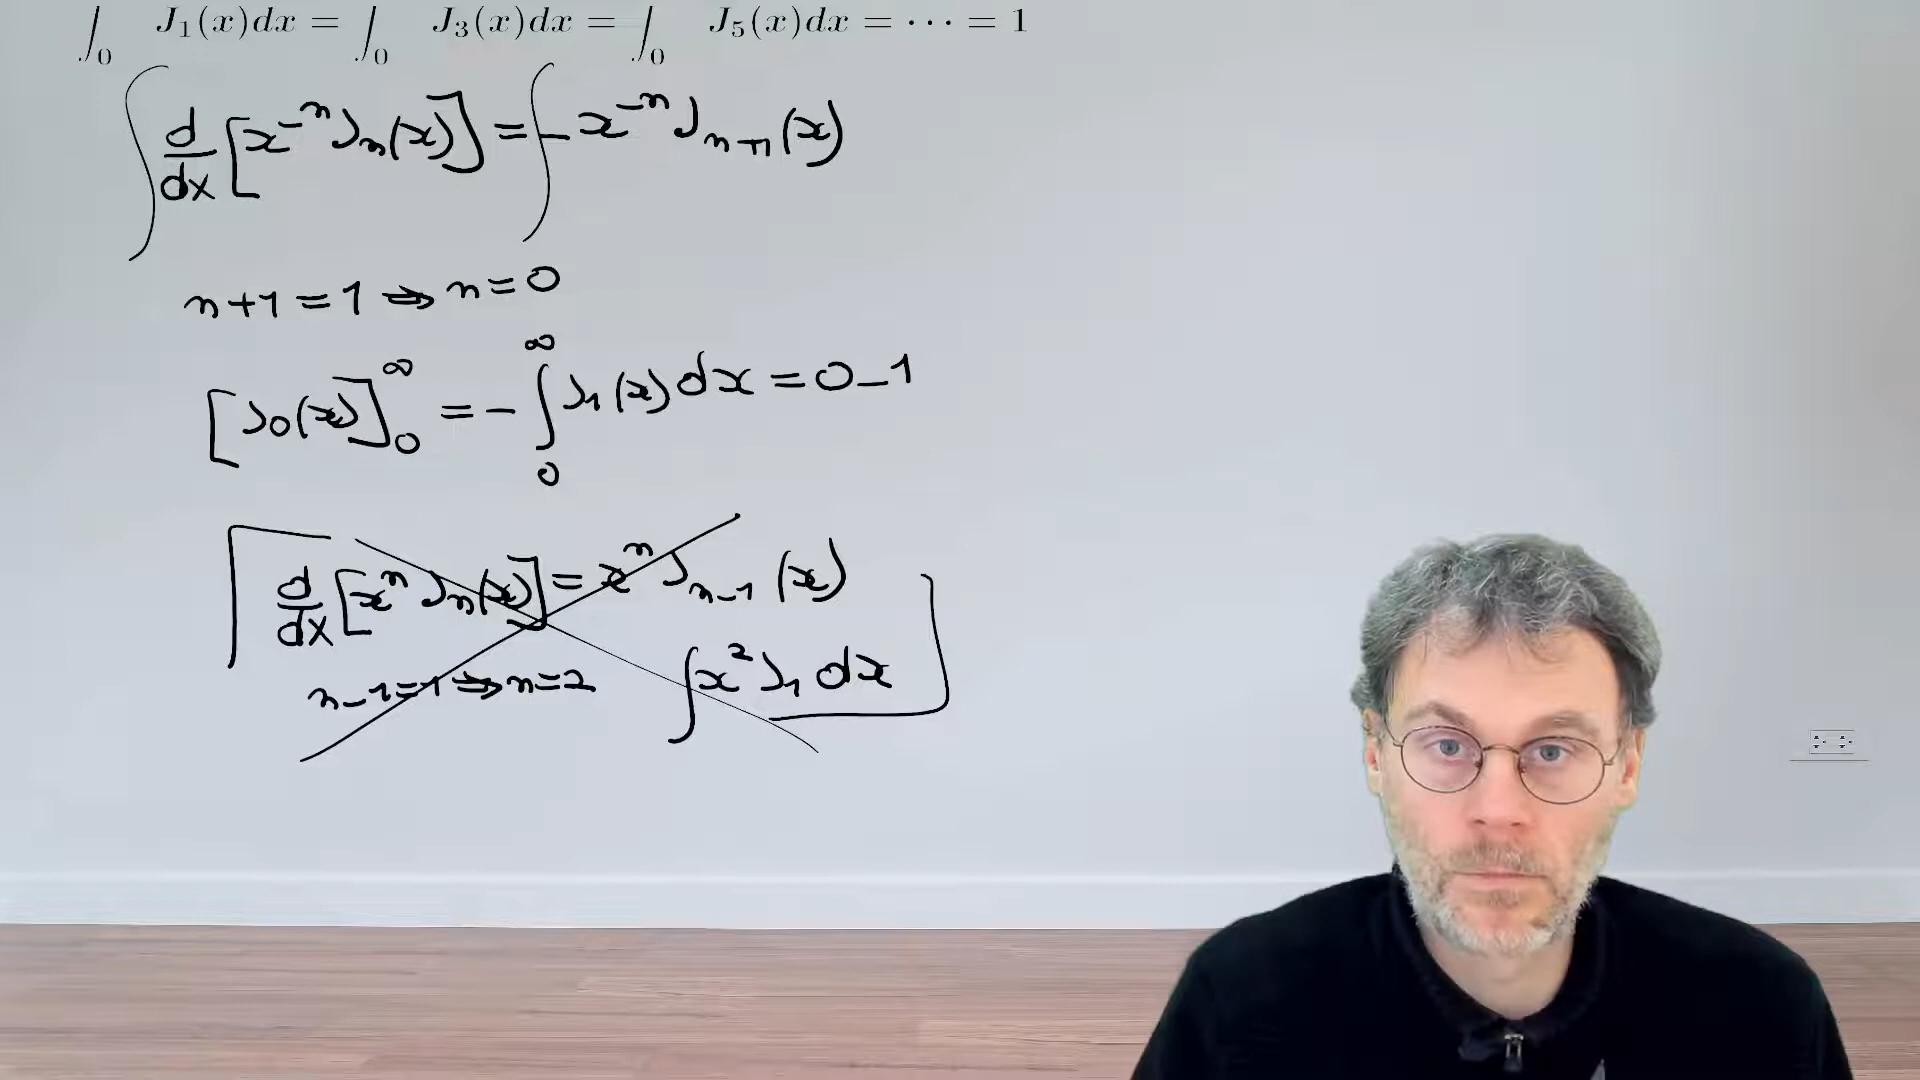 ∫₀ J₁(x)dx = ∫₀ J₃(x)dx = ∫₀ J₅(x)dx = ⋯ = 1
∫ d/dx [x⁻ⁿ Jₙ(x)] = ∫ − x⁻ⁿ Jₙ₊₁(x)
n+1 = 1 ⇒ n = 0
[J₀(x)]₀^∞ = − ∫₀^∞ J₁(x) dx = 0 − 1
d/dx [xⁿ Jₙ(x)] = xⁿ Jₙ₋₁(x)
n−1=1 ⇒ n=2 ∫x² J₁ dx